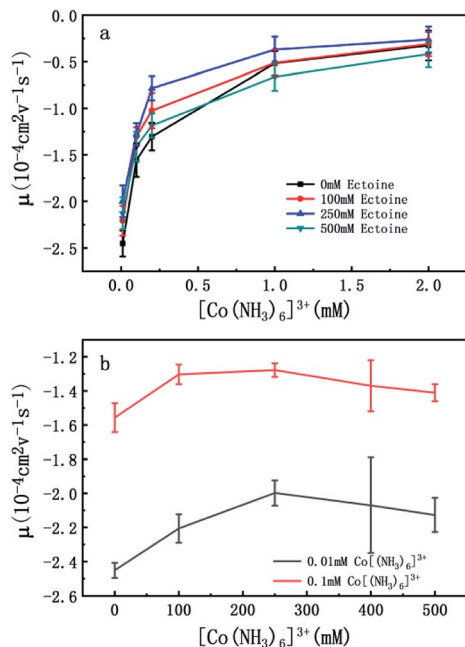 a
0.0
-0.5
-1.0
-1.5
-2.0
-2.5
μ(10⁻⁴cm²v⁻¹s⁻¹)
0mM Ectoine
100mM Ectoine
250mM Ectoine
500mM Ectoine
0.0 0.5 1.0 1.5 2.0
[Co(NH₃)₆]³⁺(mM)
b
-1.2
-1.4
-1.6
-1.8
-2.0
-2.2
-2.4
-2.6
μ(10⁻⁴cm²v⁻¹s⁻¹)
0.01mM Co[(NH₃)₆]³⁺
0.1mM Co[(NH₃)₆]³⁺
0 100 200 300 400 500
[Co(NH₃)₆]³⁺(mM)